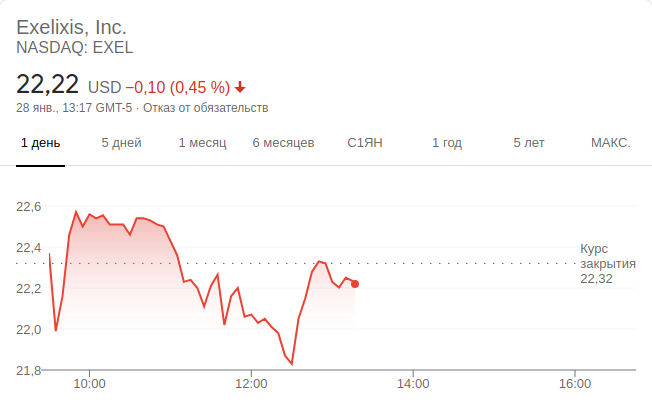 Exelixis, Inc.
NASDAQ: EXEL
22,22 USD −0,10 (0,45 %)
28 янв., 13:17 GMT-5 · Отказ от обязательств
1 день 5 дней 1 месяц 6 месяцев С1ЯН 1 год 5 лет МАКС.
22,6
22,4
22,2
22,0
21,8
Курс
закрытия
22,32
10:00 12:00 14:00 16:00